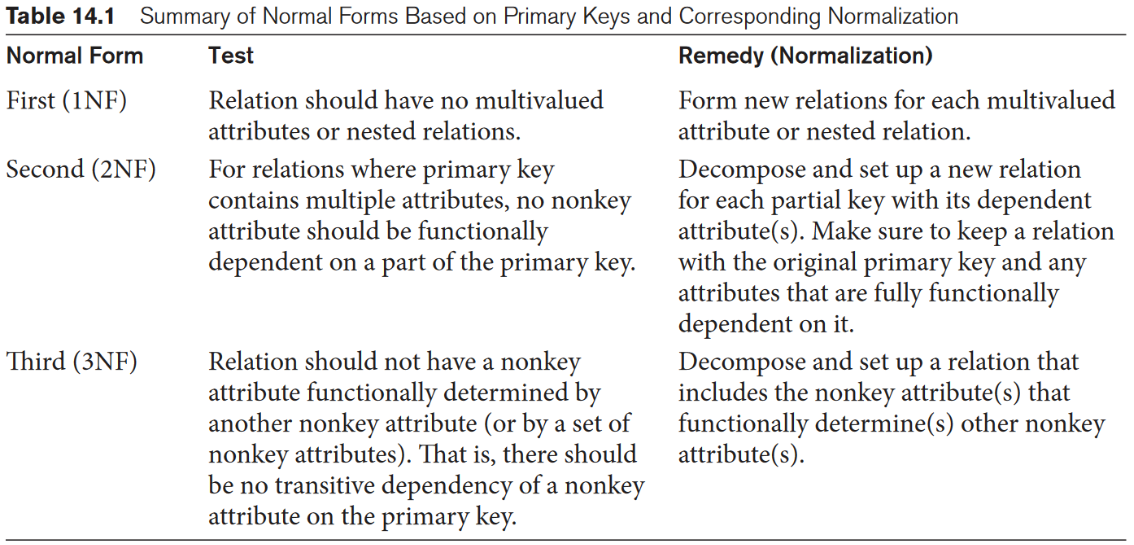 Table 14.1 Summary of Normal Forms Based on Primary Keys and Corresponding Normalization
Normal Form Test Remedy (Normalization)
First (1NF) Relation should have no multivalued Form new relations for each multivalued
attributes or nested relations. attribute or nested relation.
Second (2NF) For relations where primary key Decompose and set up a new relation
contains multiple attributes, no nonkey for each partial key with its dependent
attribute should be functionally attribute(s). Make sure to keep a relation
dependent on a part of the primary key. with the original primary key and any
attributes that are fully functionally
dependent on it.
Third (3NF) Relation should not have a nonkey Decompose and set up a relation that
attribute functionally determined by includes the nonkey attribute(s) that
another nonkey attribute (or by a set of functionally determine(s) other nonkey
nonkey attributes). That is, there should attribute(s).
be no transitive dependency of a nonkey
attribute on the primary key.